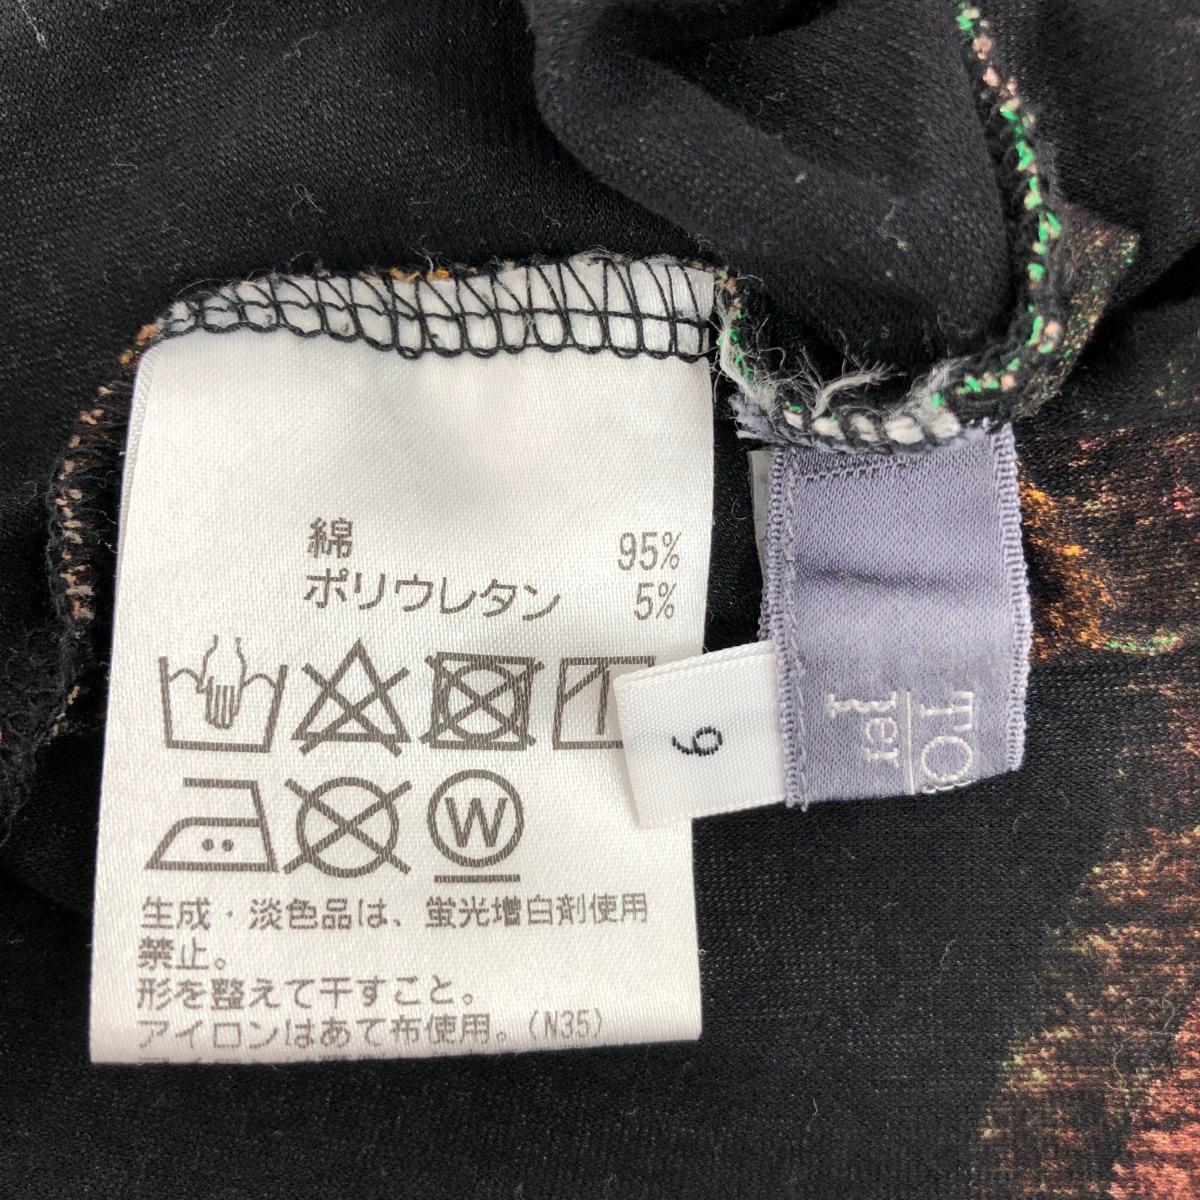 綿 95%
ポリウレタン 5%
W
生成・淡色品は、蛍光増白剤使用
禁止。
形を整えて干すこと。
アイロンはあて布使用。(N35)
9
TO
Ber